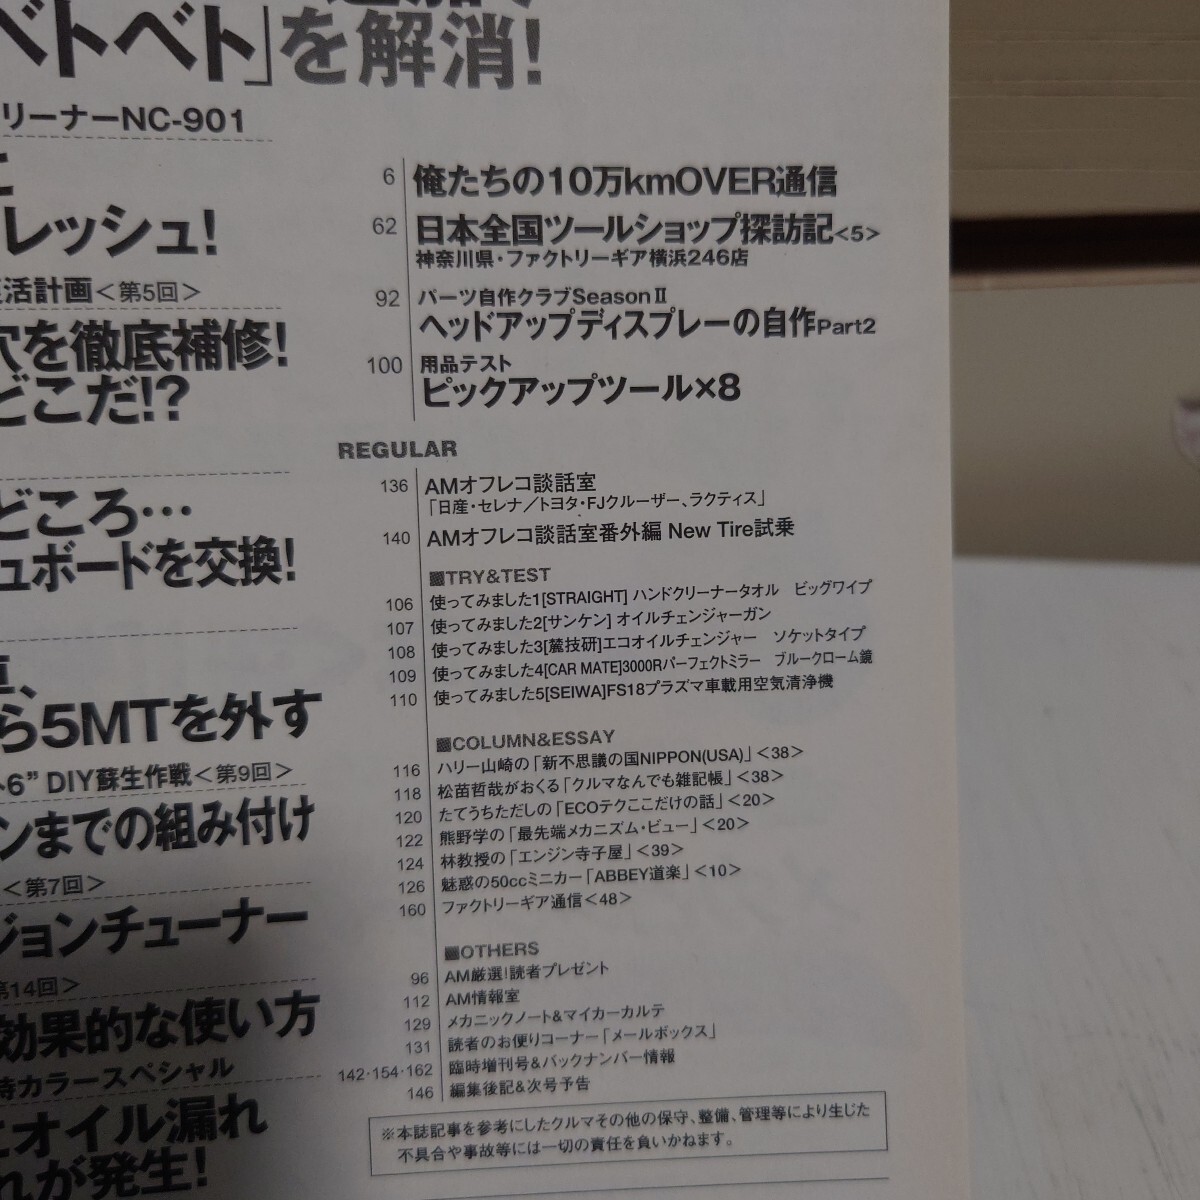 ベトベト」を解消!
リーナーNC-901
レッシュ!
活計画＜第5回＞
穴を徹底補修!
どこだ!?
どころ…
ュボードを交換!
ら5MTを外す
6” DIY蘇生作戦＜第9回＞
ンまでの組み付け
＜第7回＞
ジョンチューナー
第14回＞
効果的な使い方
カラースペシャル
オイル漏れ
れが発生!
6 俺たちの10万kmOVER通信
62 日本全国ツールショップ探訪記<5>
神奈川県・ファクトリーギア横浜246店
92 パーツ自作クラブSeasonⅡ
ヘッドアップディスプレーの自作Part2
100 用品テスト
ピックアップツール×8
REGULAR
136 AMオフレコ談話室
「日産・セレナ／トヨタ・FJクルーザー、ラクティス」
140 AMオフレコ談話室番外編 New Tire試乗
■TRY&TEST
106 使ってみました1[STRAIGHT] ハンドクリーナータオル　ビッグワイプ
107 使ってみました2[サンケン] オイルチェンジャーガン
108 使ってみました3[麓技研]エコオイルチェンジャー　ソケットタイプ
109 使ってみました4[CAR MATE]3000Rパーフェクトミラー　ブルークローム鏡
110 使ってみました5[SEIWA]FS18プラズマ車載用空気清浄機
■COLUMN&ESSAY
116 ハリー山崎の「新不思議の国NIPPON(USA)」＜38＞
118 松苗哲哉がおくる「クルマなんでも雑記帳」＜38＞
120 たてうちただしの「ECOテクここだけの話」＜20＞
122 熊野学の「最先端メカニズム・ビュー」＜20＞
124 林教授の「エンジン寺子屋」＜39＞
126 魅惑の50ccミニカー「ABBEY道楽」＜10＞
160 ファクトリーギア通信＜48＞
■OTHERS
96 AM厳選!読者プレゼント
112 AM情報室
129 メカニックノート&マイカーカルテ
131 読者のお便りコーナー「メールボックス」
142・154・162 臨時増刊号&バックナンバー情報
146 編集後記&次号予告
※本誌記事を参考にしたクルマその他の保守、整備、管理等により生じた
不具合や事故等には一切の責任を負いかねます。